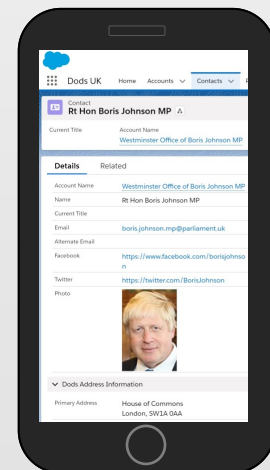 Dods UK Home Accounts Contacts
Contact
Rt Hon Boris Johnson MP
Current Title Account Name
Westminster Office of Boris Johnson MP
Details Related
Account Name Westminster Office of Boris Johnson MP
Name Rt Hon Boris Johnson MP
Current Title
Email boris.johnson.mp@parliament.uk
Alternate Email
Facebook https://www.facebook.com/borisjohnso
n
Twitter https://twitter.com/BorisJohnson
Photo
Dods Address Information
Primary Address House of Commons
London, SW1A 0AA